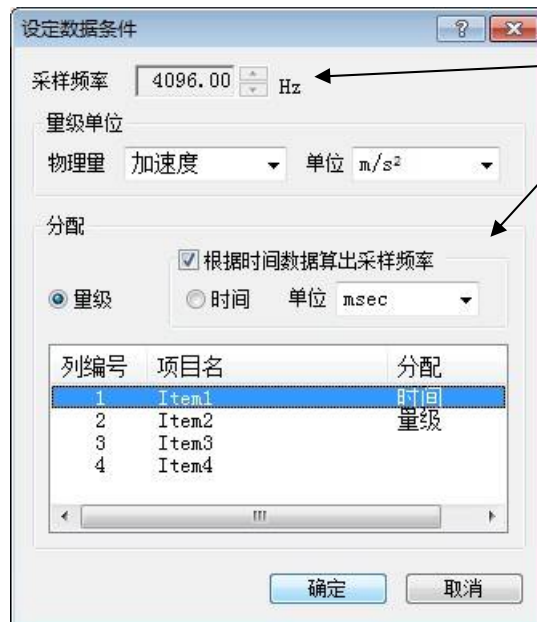 设定数据条件
采样频率 4096.00 Hz
量级单位
物理量 加速度 单位 m/s²
分配
根据时间数据算出采样频率
量级 时间 单位 msec
列编号 项目名 分配
1 Item1 时间
2 Item2 量级
3 Item3
4 Item4
确定 取消